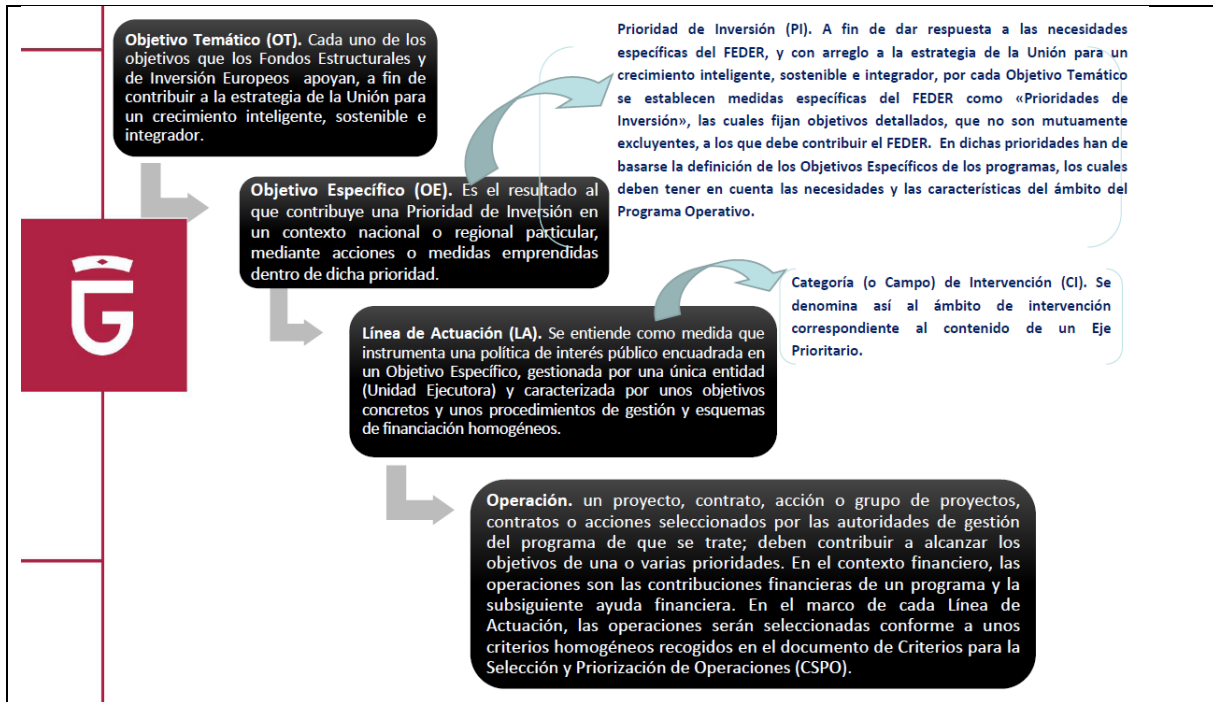 Objetivo Temático (OT). Cada uno de los
objetivos que los Fondos Estructurales y
de Inversión Europeos apoyan, a fin de
contribuir a la estrategia de la Unión para
un crecimiento inteligente, sostenible e
integrador.
Prioridad de Inversión (PI). A fin de dar respuesta a las necesidades
específicas del FEDER, y con arreglo a la estrategia de la Unión para un
crecimiento inteligente, sostenible e integrador, por cada Objetivo Temático
se establecen medidas específicas del FEDER como «Prioridades de
Inversión», las cuales fijan objetivos detallados, que no son mutuamente
excluyentes, a los que debe contribuir el FEDER. En dichas prioridades han de
basarse la definición de los Objetivos Específicos de los programas, los cuales
deben tener en cuenta las necesidades y las características del ámbito del
Programa Operativo.
Objetivo Específico (OE). Es el resultado al
que contribuye una Prioridad de Inversión en
un contexto nacional o regional particular,
mediante acciones o medidas emprendidas
dentro de dicha prioridad.
Categoría (o Campo) de Intervención (CI). Se
denomina así al ámbito de intervención
correspondiente al contenido de un Eje
Prioritario.
Línea de Actuación (LA). Se entiende como medida que
instrumenta una política de interés público encuadrada en
un Objetivo Específico, gestionada por una única entidad
(Unidad Ejecutora) y caracterizada por unos objetivos
concretos y unos procedimientos de gestión y esquemas
de financiación homogéneos.
Operación. un proyecto, contrato, acción o grupo de proyectos,
contratos o acciones seleccionados por las autoridades de gestión
del programa de que se trate; deben contribuir a alcanzar los
objetivos de una o varias prioridades. En el contexto financiero, las
operaciones son las contribuciones financieras de un programa y la
subsiguiente ayuda financiera. En el marco de cada Línea de
Actuación, las operaciones serán seleccionadas conforme a unos
criterios homogéneos recogidos en el documento de Criterios para la
Selección y Priorización de Operaciones (CSPO).